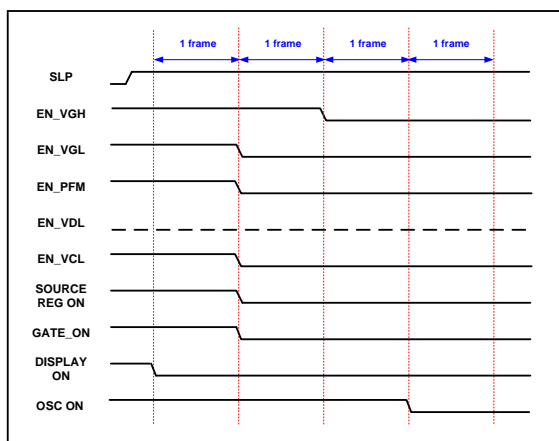 1 frame 1 frame 1 frame 1 frame
SLP
EN_VGH
EN_VGL
EN_PFM
EN_VDL
EN_VCL
SOURCE
REG ON
GATE_ON
DISPLAY
ON
OSC ON